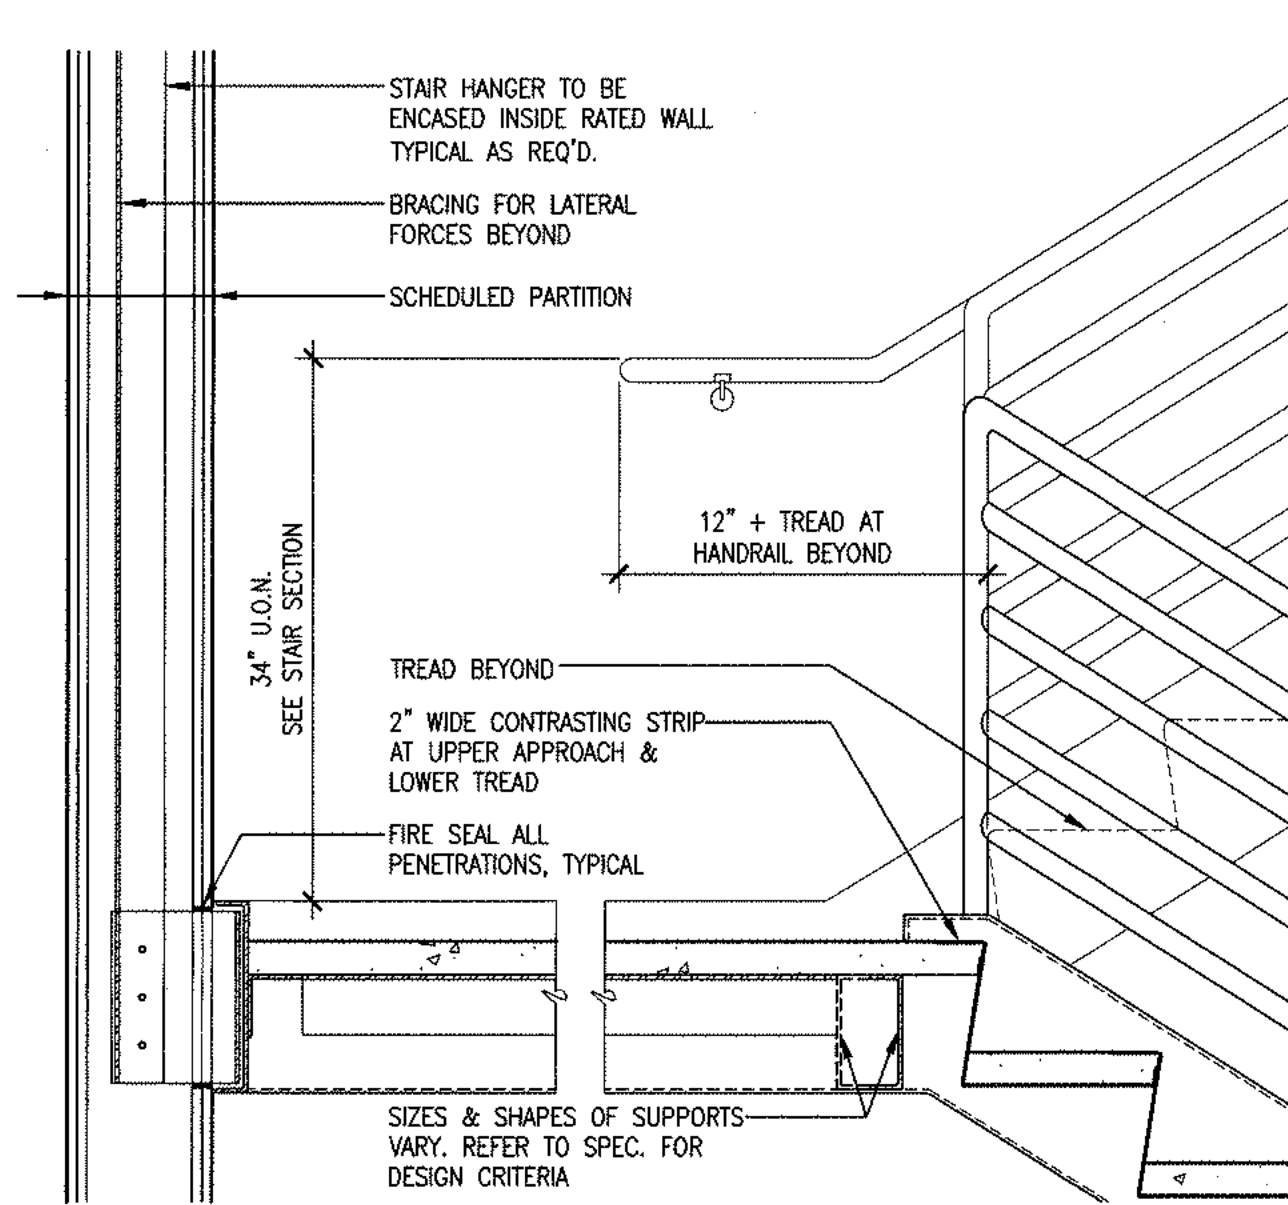 STAIR HANGER TO BE
ENCASED INSIDE RATED WALL
TYPICAL AS REQ'D.
BRACING FOR LATERAL
FORCES BEYOND
SCHEDULED PARTITION
34" U.O.N.
SEE STAIR SECTION
12" + TREAD AT
HANDRAIL BEYOND
TREAD BEYOND
2" WIDE CONTRASTING STRIP
AT UPPER APPROACH &
LOWER TREAD
FIRE SEAL ALL
PENETRATIONS, TYPICAL
SIZES & SHAPES OF SUPPORTS
VARY. REFER TO SPEC. FOR
DESIGN CRITERIA